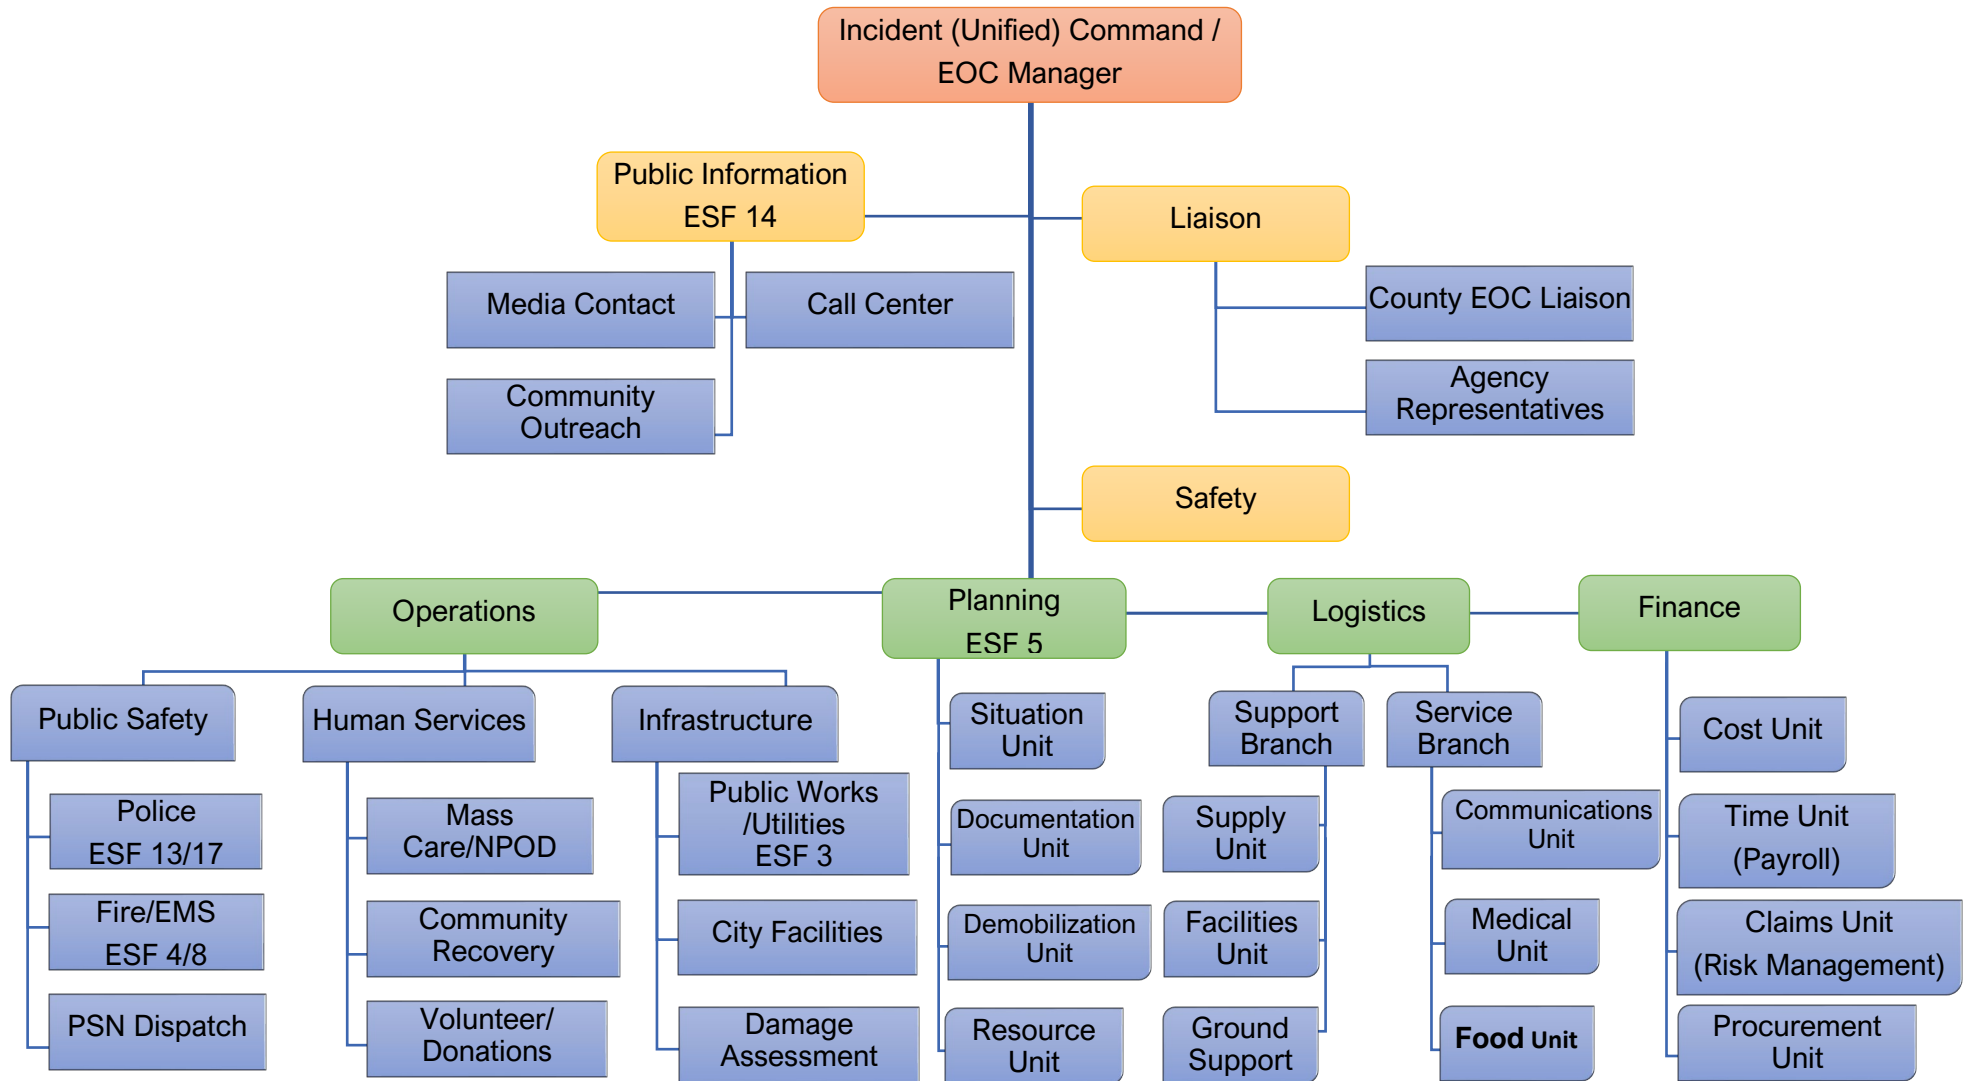 Incident (Unified) Command /
EOC Manager
Public Information
ESF 14
Liaison
Media Contact
Call Center
County EOC Liaison
Community
Outreach
Agency
Representatives
Safety
Operations
Planning
ESF 5
Logistics
Finance
Public Safety
Police
ESF 13/17
Fire/EMS
ESF 4/8
PSN Dispatch
Human Services
Mass
Care/NPOD
Community
Recovery
Volunteer/
Donations
Infrastructure
Public Works
/Utilities
ESF 3
City Facilities
Damage
Assessment
Situation
Unit
Documentation
Unit
Demobilization
Unit
Resource
Unit
Support
Branch
Supply
Unit
Facilities
Unit
Ground
Support
Service
Branch
Communications
Unit
Medical
Unit
Food Unit
Cost Unit
Time Unit
(Payroll)
Claims Unit
(Risk Management)
Procurement
Unit